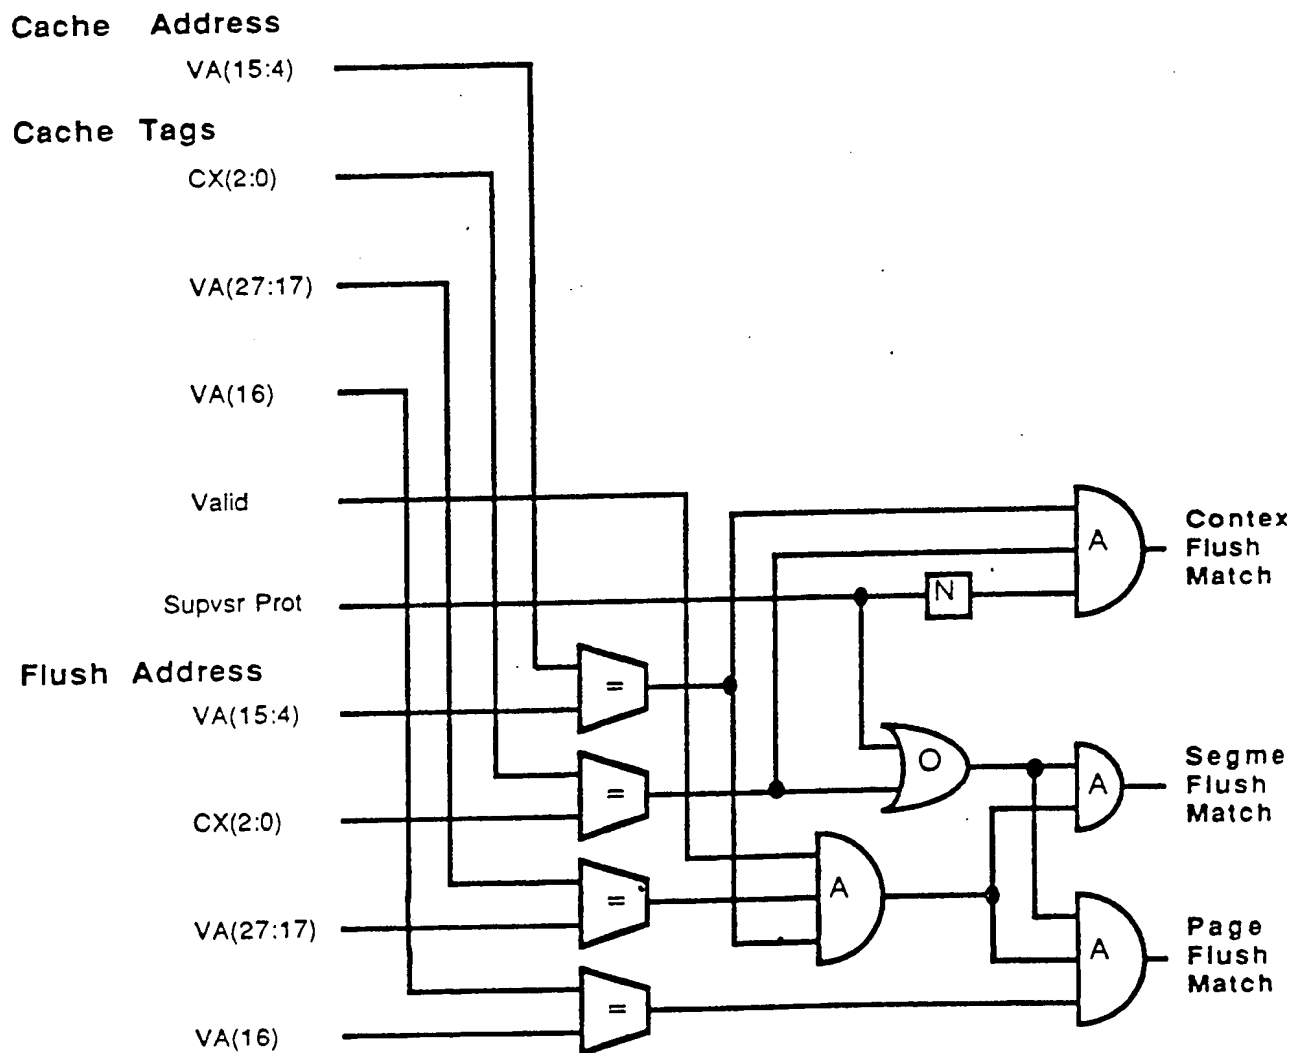 Cache Address
VA(15:4)
Cache Tags
CX(2:0)
VA(27:17)
VA(16)
Valid
Supvsr Prot
Flush Address
VA(15:4)
CX(2:0)
VA(27:17)
VA(16)
=
=
=
=
N
O
A
A
A
A
Contex
Flush
Match
Segme
Flush
Match
Page
Flush
Match